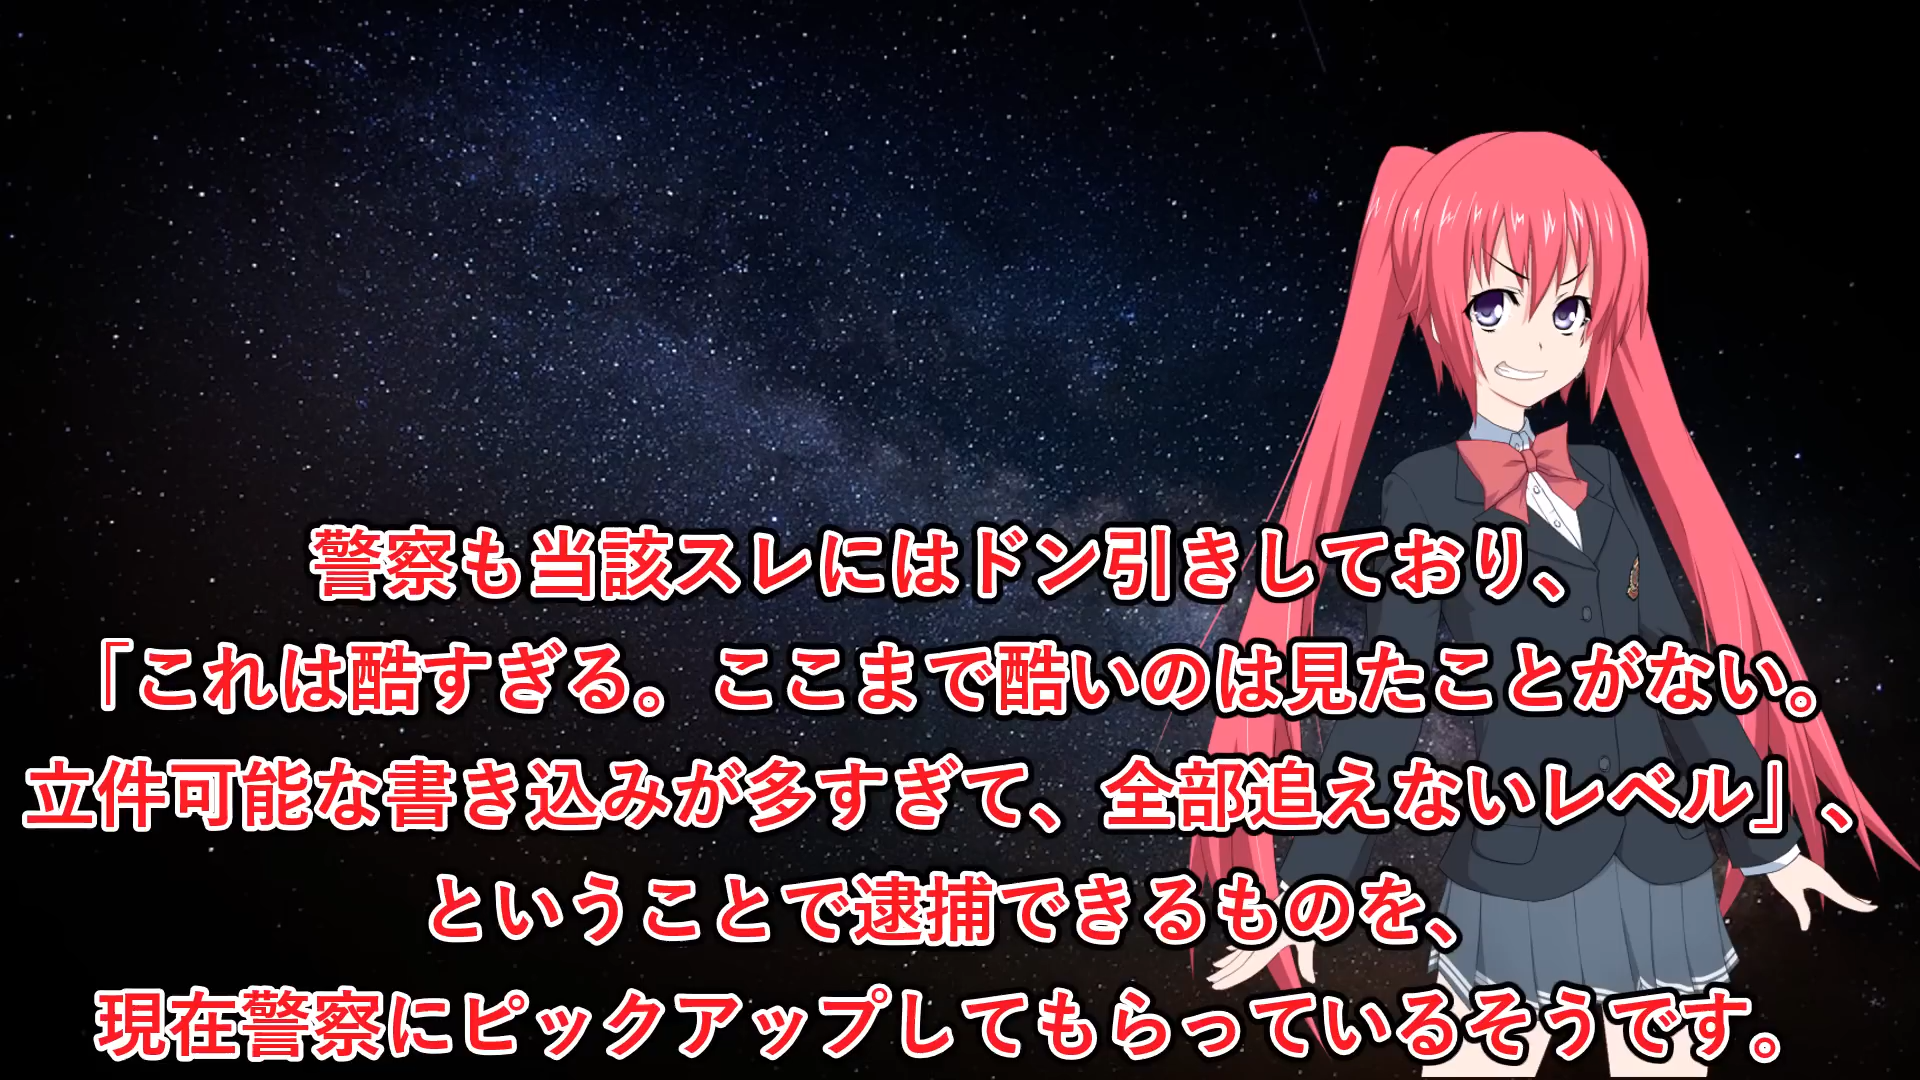 警察も当該スレにはドン引きしており、
「これは酷すぎる。ここまで酷いのは見たことがない。
立件可能な書き込みが多すぎて、全部追えないレベル」、
ということで逮捕できるものを、
現在警察にピックアップしてもらっているそうです。